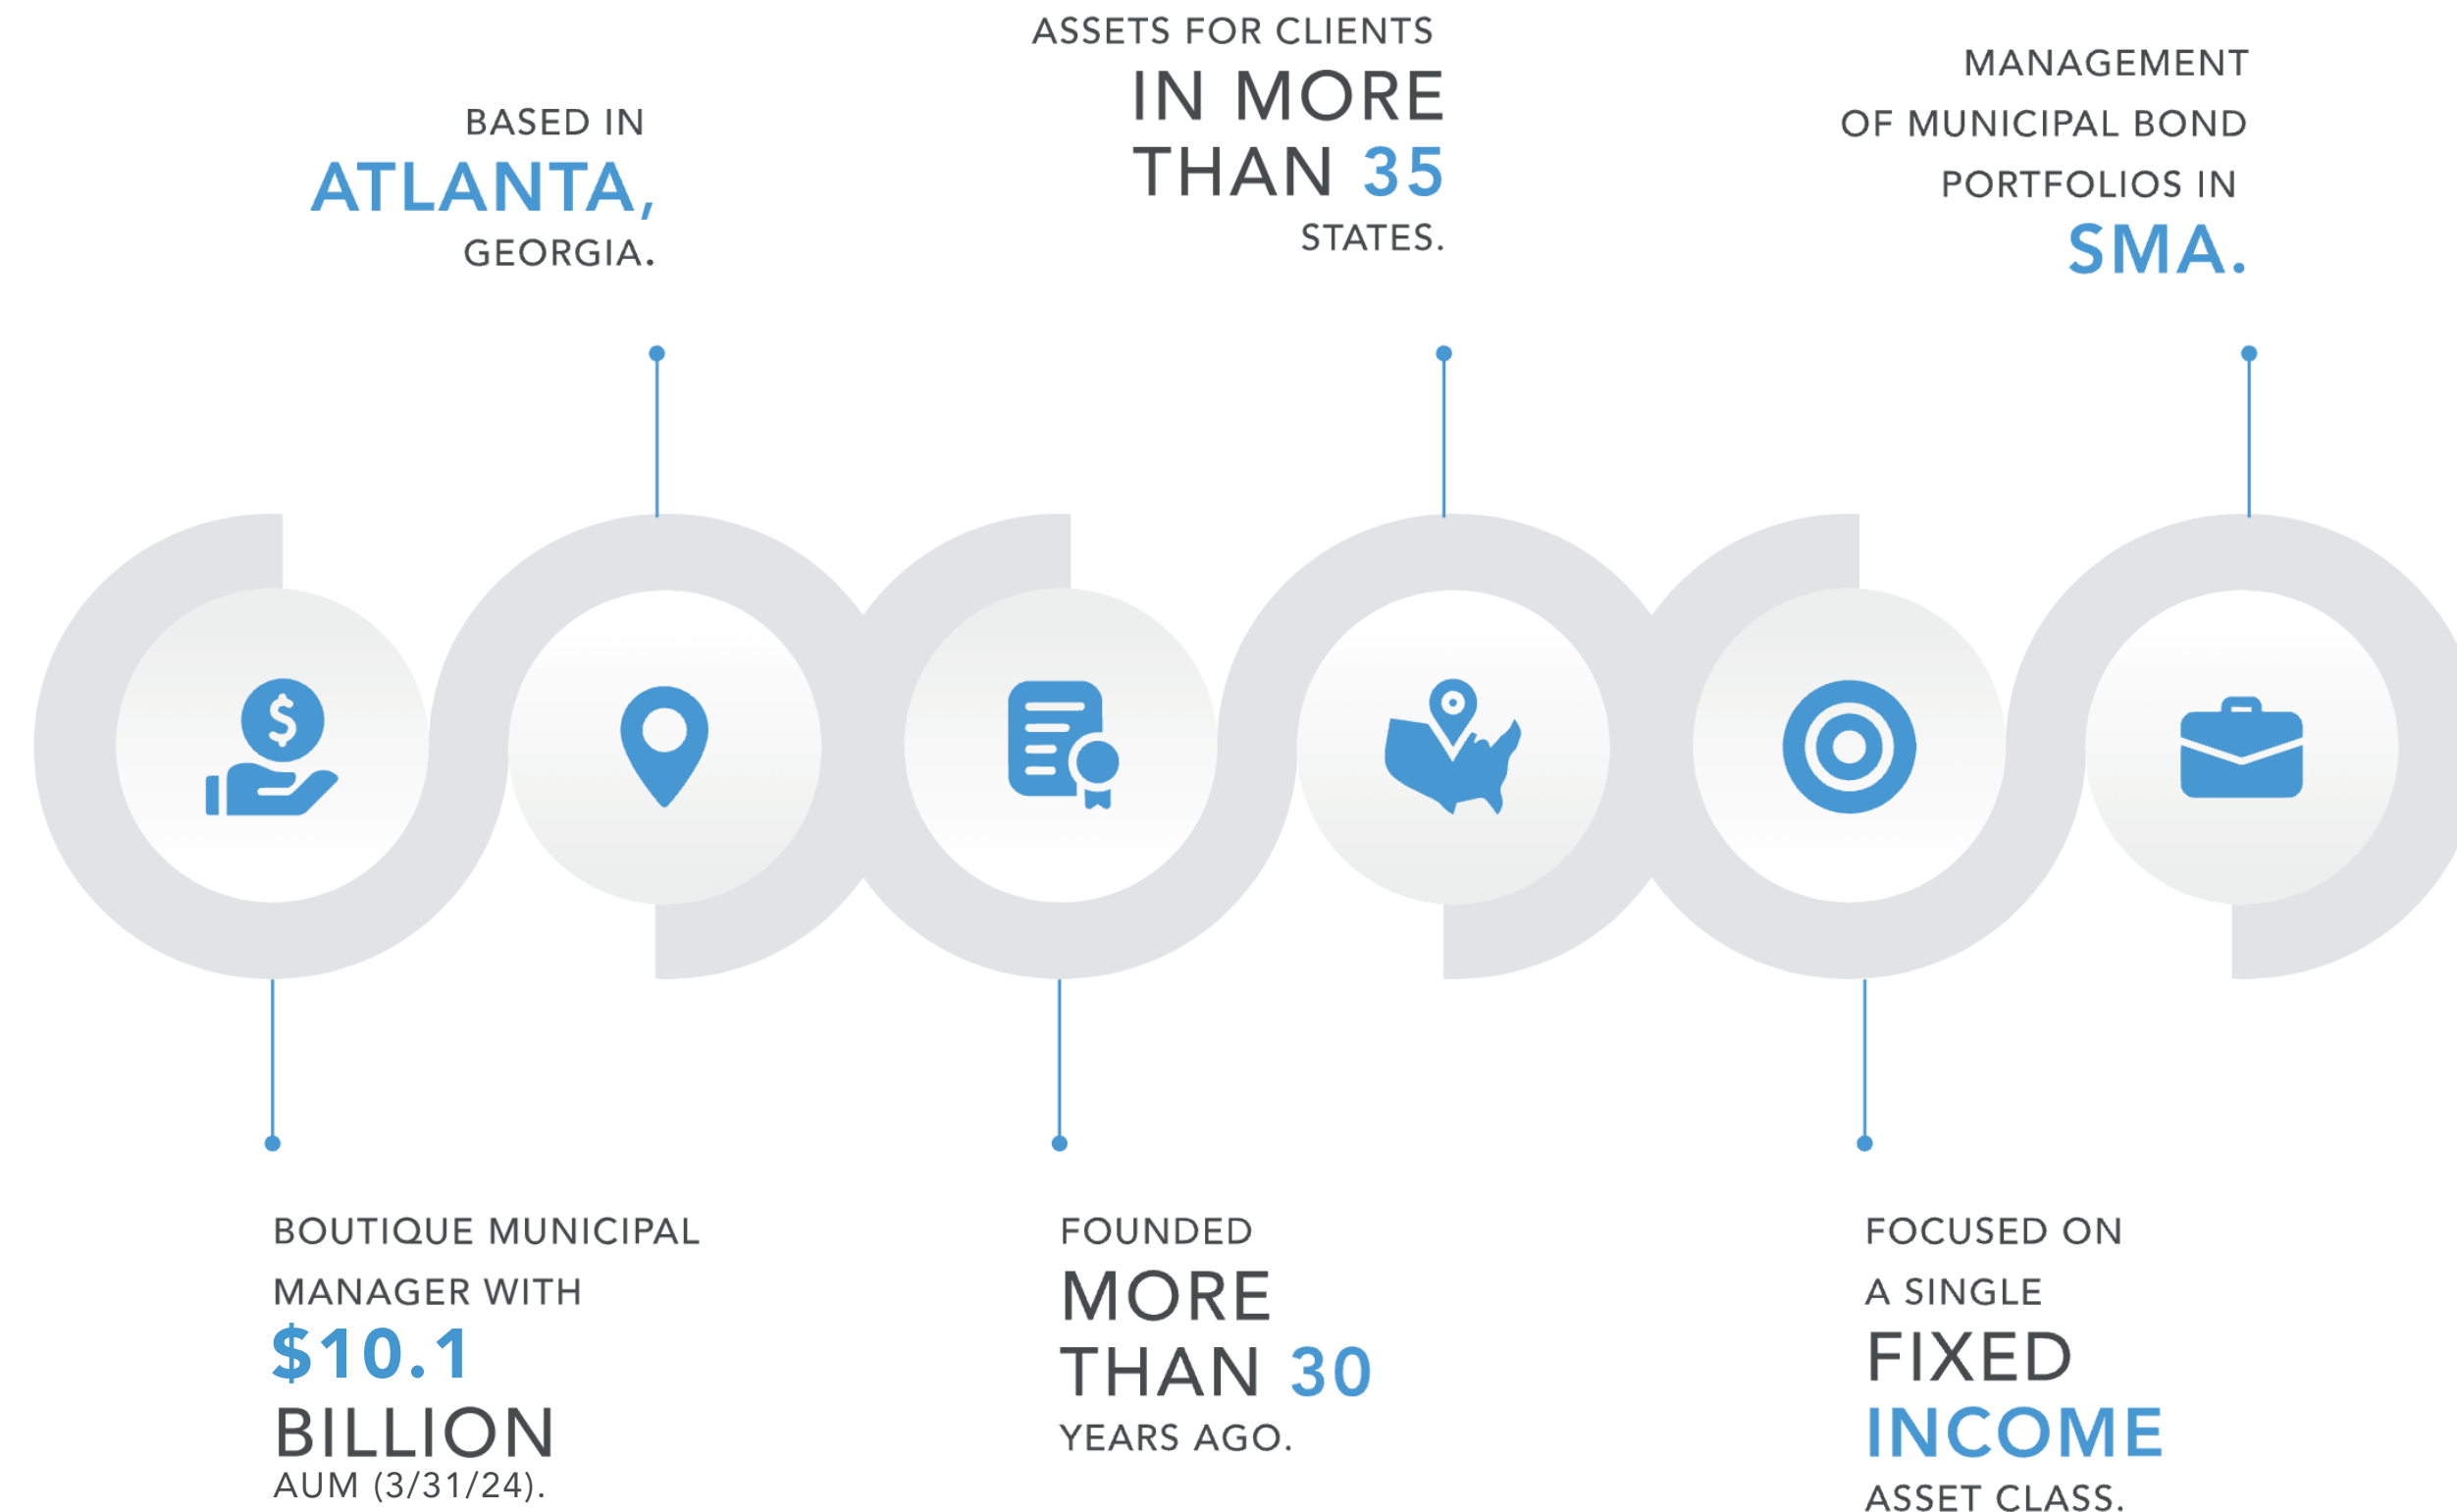 BASED IN
ATLANTA,
GEORGIA.
ASSETS FOR CLIENTS
IN MORE
THAN 35
STATES.
MANAGEMENT
OF MUNICIPAL BOND
PORTFOLIOS IN
SMA.
$
BOUTIQUE MUNICIPAL
MANAGER WITH
$10.1
BILLION
AUM (3/31/24).
FOUNDED
MORE
THAN 30
YEARS AGO.
FOCUSED ON
A SINGLE
FIXED
INCOME
ASSET CLASS.